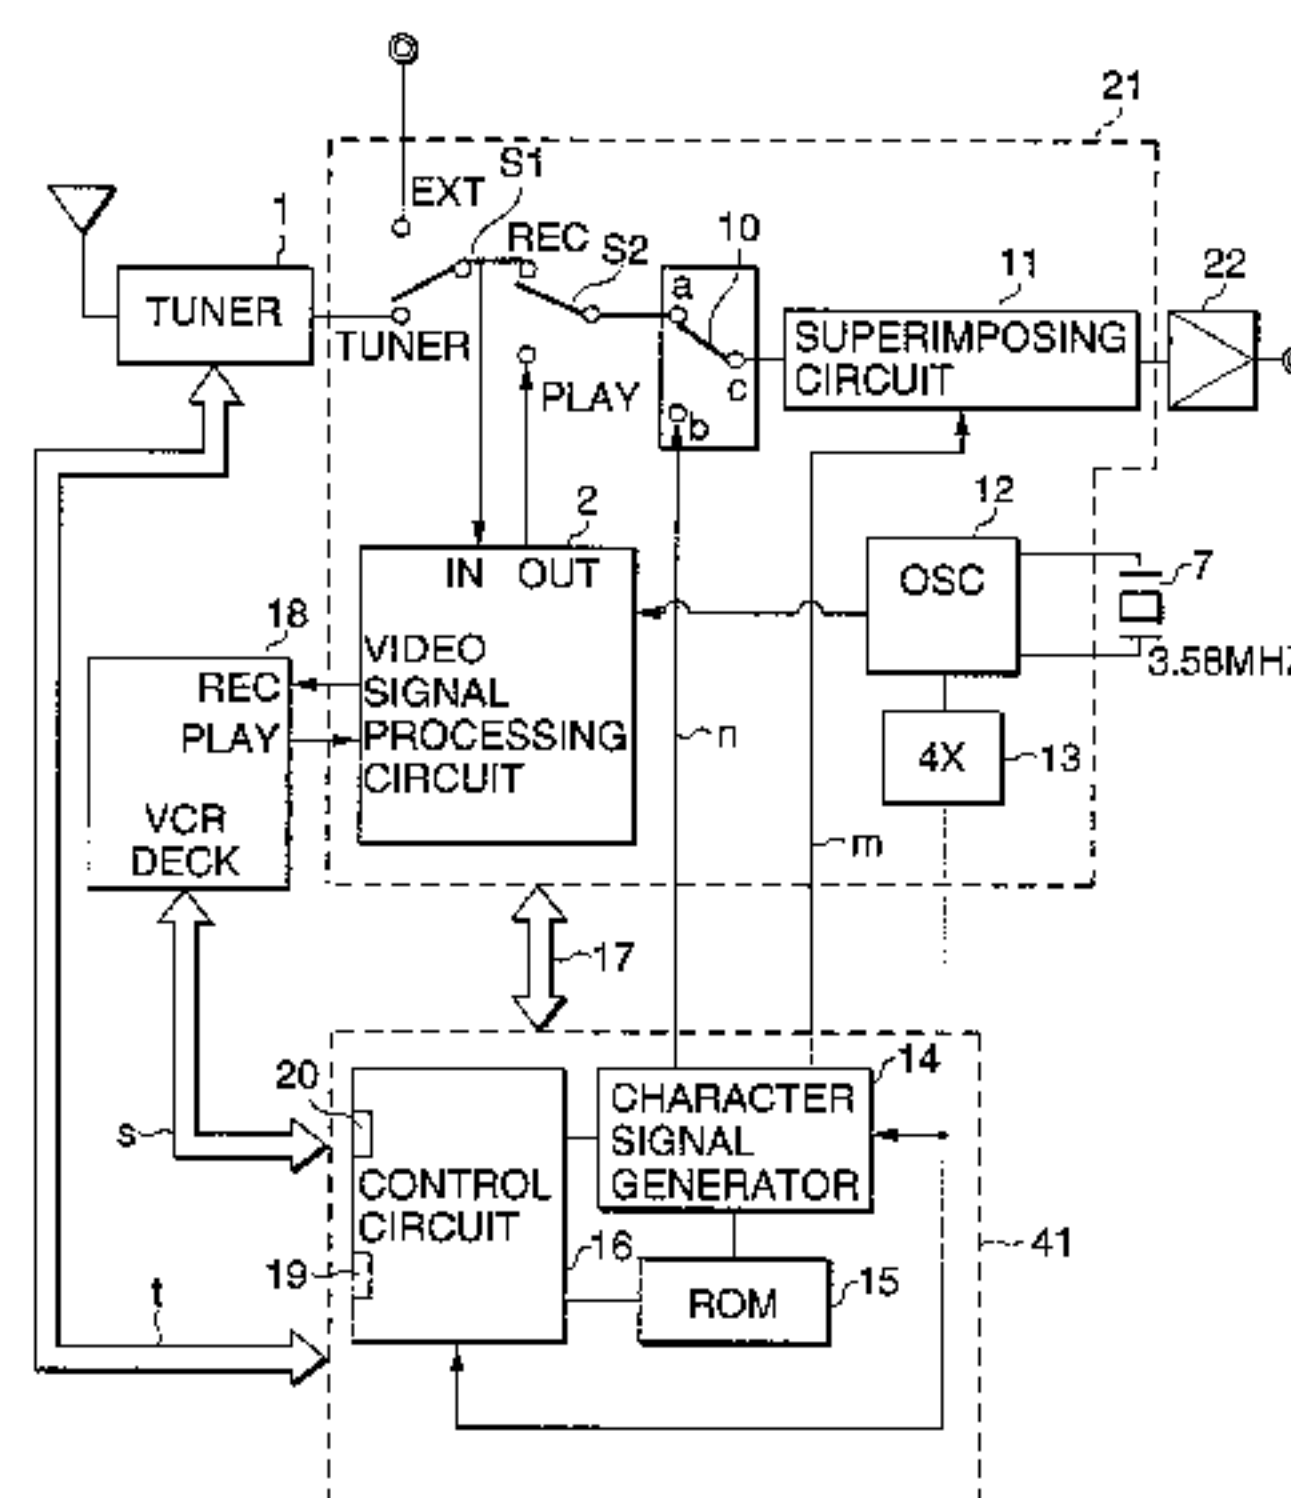 21
EXT
S1
1
REC
S2
10
11
22
TUNER
TUNER
a
SUPERIMPOSING
CIRCUIT
c
PLAY
b
2
12
IN OUT
OSC
7
3.58MHZ
18
VIDEO
SIGNAL
PROCESSING
CIRCUIT
REC
PLAY
n
4X
13
VCR
DECK
m
17
20
14
CHARACTER
SIGNAL
GENERATOR
s
CONTROL
CIRCUIT
16
41
19
t
ROM
15